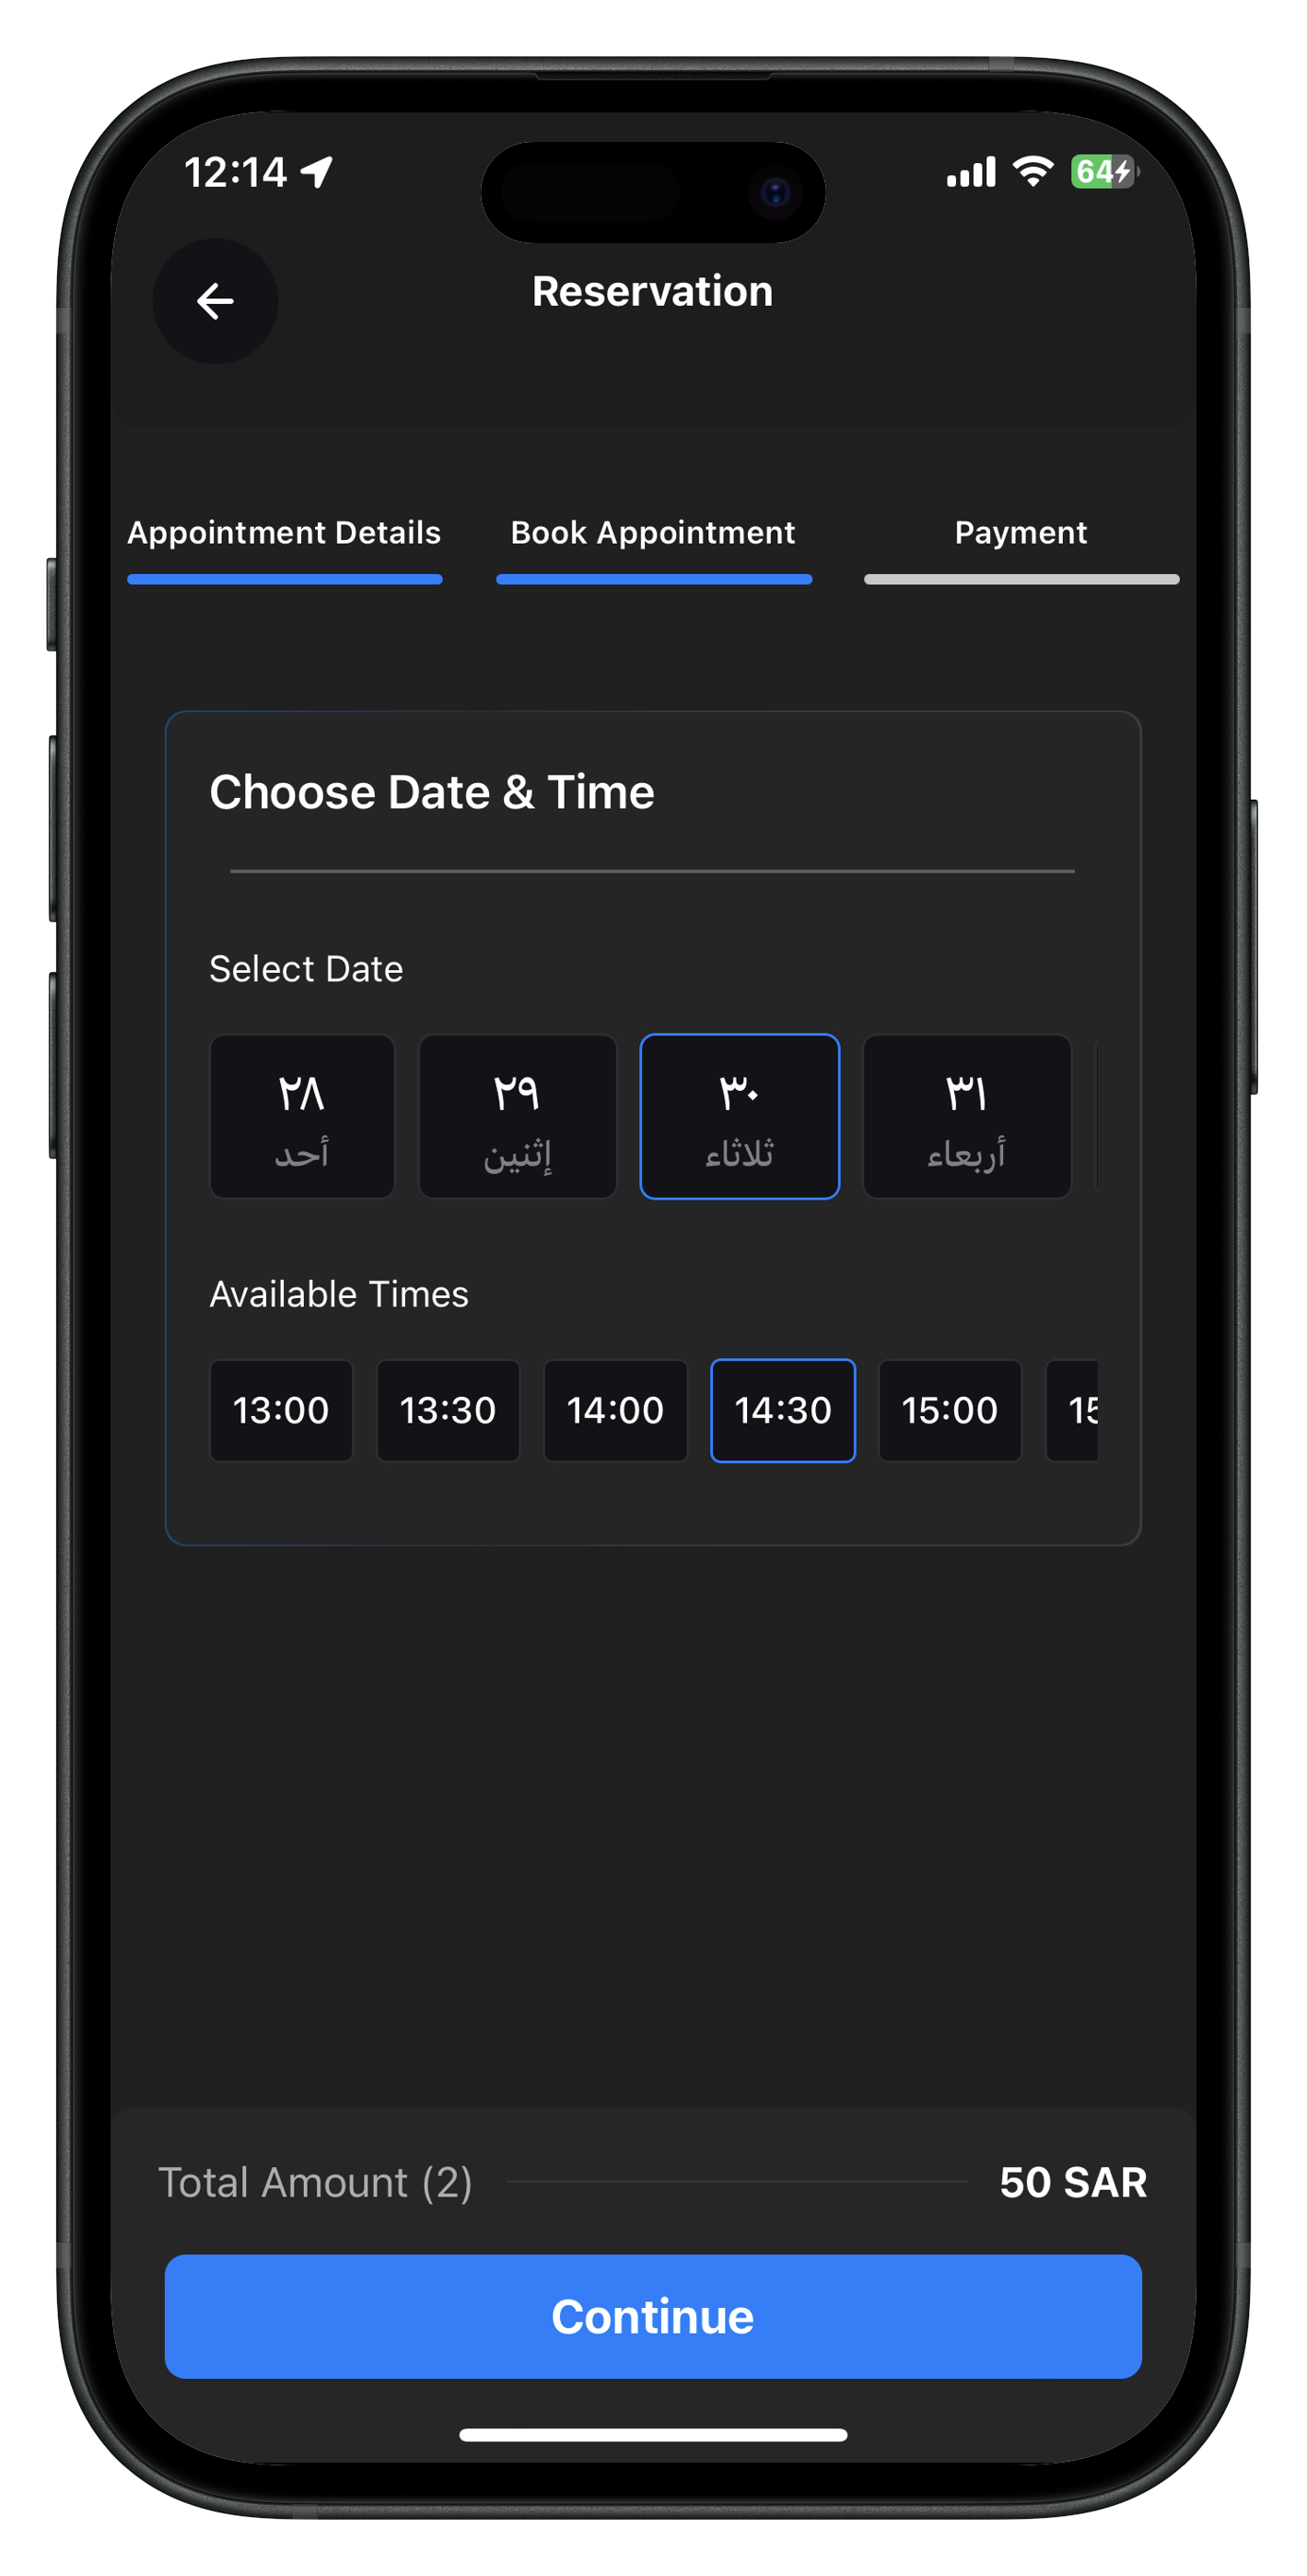 12:14
64
Reservation
Appointment Details
Book Appointment
Payment
Choose Date & Time
Select Date
٢٨
أحد
٢٩
إثنين
٣٠
ثلاثاء
٣١
أربعاء
Available Times
13:00
13:30
14:00
14:30
15:00
15
Total Amount (2)
50 SAR
Continue